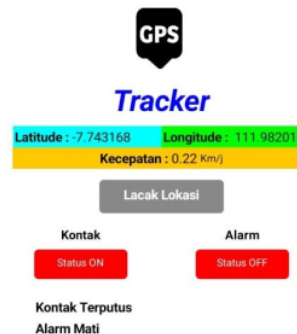 GPS
Tracker
Latitude : -7.743168 Longitude : 111.98201
Kecepatan : 0.22 Km/j
Lacak Lokasi
Kontak Alarm
Status ON Status OFF
Kontak Terputus
Alarm Mati